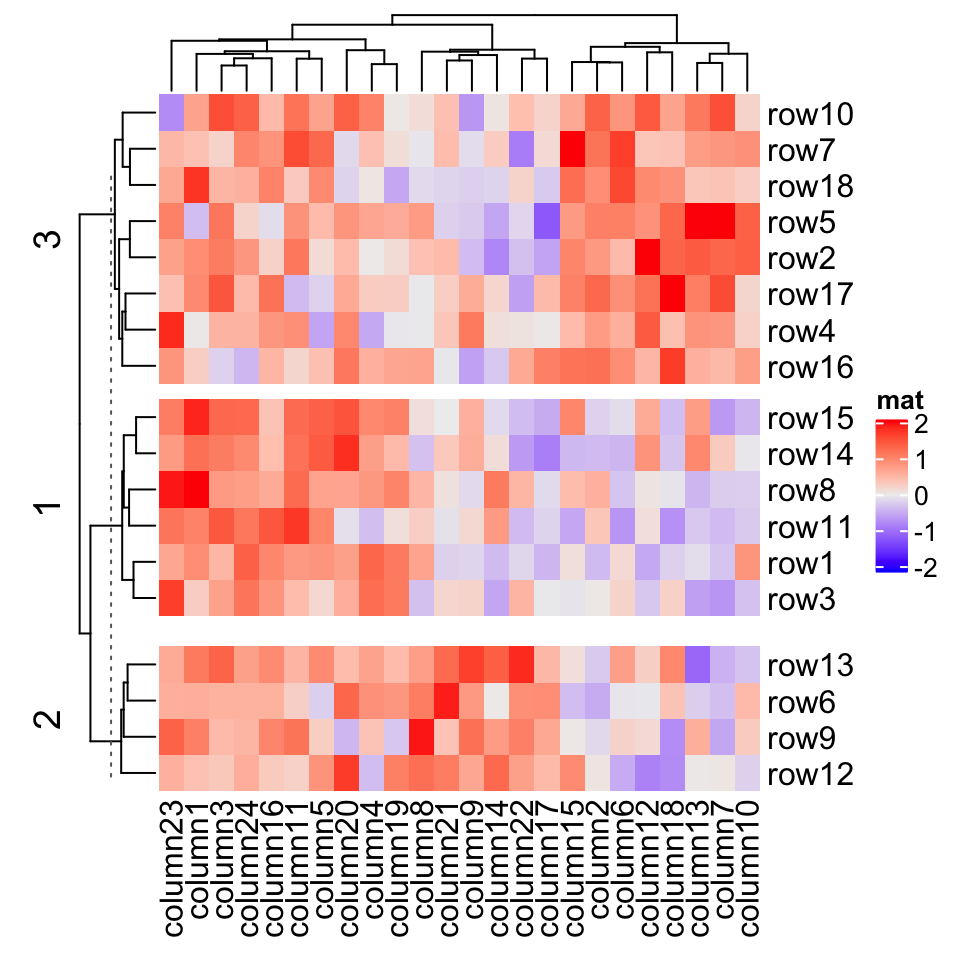 row10
row7
row18
row5
row2
row17
row4
row16
3
row15
row14
row8
row11
row1
row3
1
row13
row6
row9
row12
2
mat
2
1
0
-1
-2
column23
column1
column3
column24
column16
column11
column5
column20
column4
column19
column8
column21
column9
column14
column22
column17
column15
column2
column6
column12
column18
column13
column7
column10